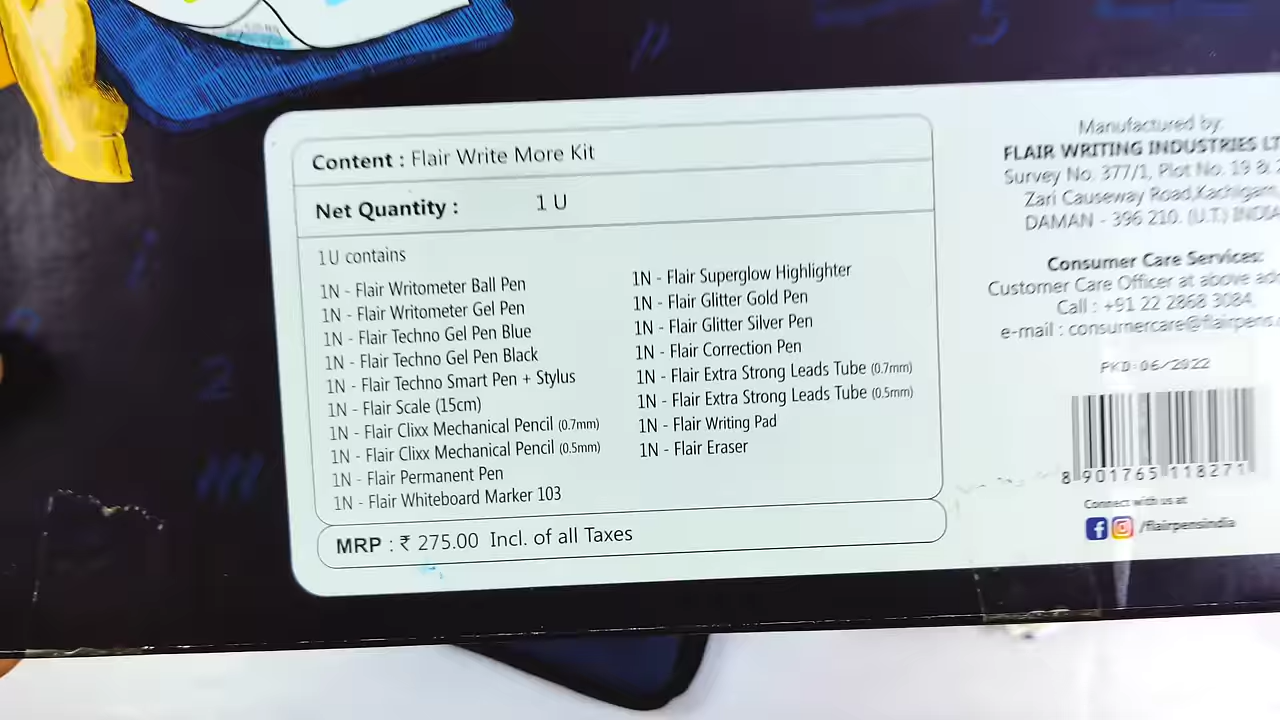 Content : Flair Write More Kit
Net Quantity : 1 U
1U contains
1N - Flair Writometer Ball Pen
1N - Flair Writometer Gel Pen
1N - Flair Techno Gel Pen Blue
1N - Flair Techno Gel Pen Black
1N - Flair Techno Smart Pen + Stylus
1N - Flair Scale (15cm)
1N - Flair Clixx Mechanical Pencil (0.7mm)
1N - Flair Clixx Mechanical Pencil (0.5mm)
1N - Flair Permanent Pen
1N - Flair Whiteboard Marker 103
1N - Flair Superglow Highlighter
1N - Flair Glitter Gold Pen
1N - Flair Glitter Silver Pen
1N - Flair Correction Pen
1N - Flair Extra Strong Leads Tube (0.7mm)
1N - Flair Extra Strong Leads Tube (0.5mm)
1N - Flair Writing Pad
1N - Flair Eraser
MRP : ₹ 275.00 Incl. of all Taxes
Manufactured by:
FLAIR WRITING INDUSTRIES
Survey No. 377/1, Plot No. 19 &
Zari Causeway Road, Kachigam,
DAMAN - 396 210. (U.T.) INDIA
Consumer Care Services:
Customer Care Officer at above
Call : +91 22 2868 3084,
e-mail : consumercare@flairpens.
PKD: 06/2022
8 901765 118271
Connect with us at
/flairpensindia